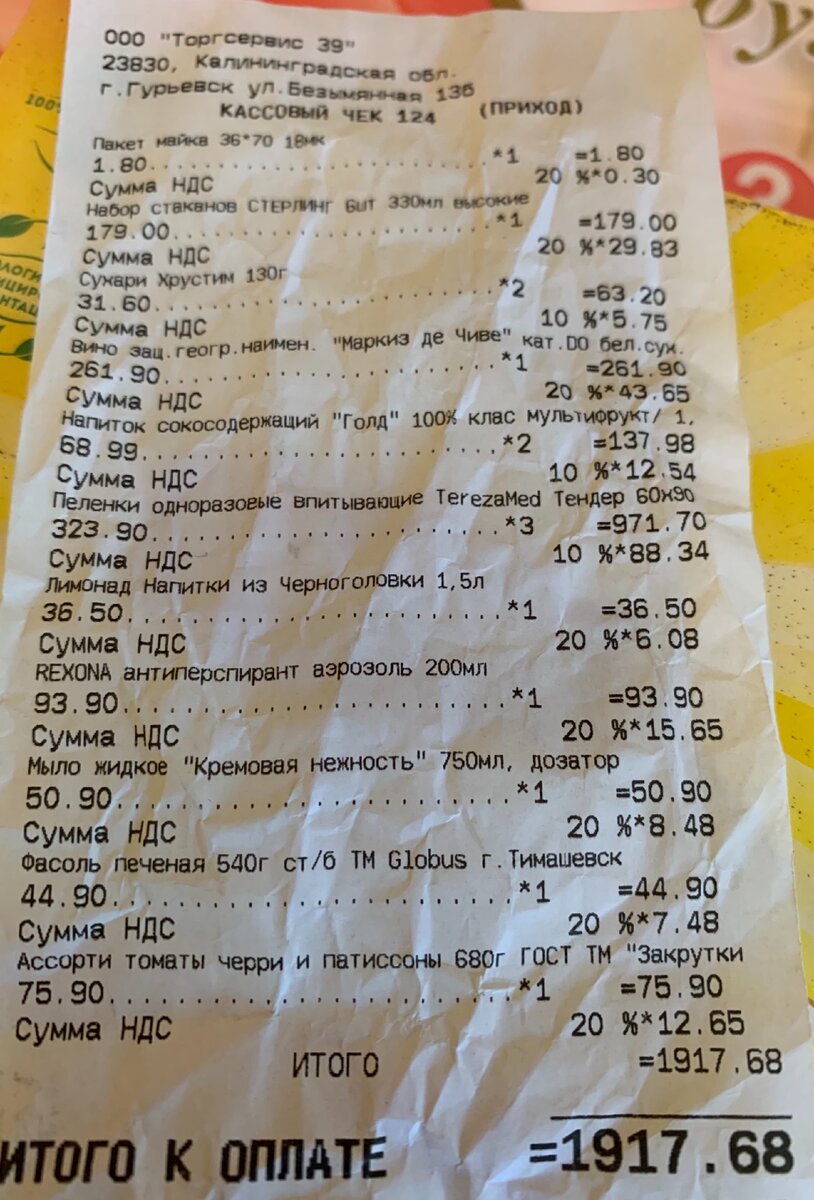 ООО "Торгсервис 39"
23830, Калининградская обл.
г.Гурьевск ул.Безымянная 13б
КАССОВЫЙ ЧЕК 124 (ПРИХОД)
Пакет майка 36*70 18мк
1.80..........................*1 =1.80
Сумма НДС 20 %*0.30
Набор стаканов СТЕРЛИНГ 6шт 330мл высокие
179.00........................*1 =179.00
Сумма НДС 20 %*29.83
Сухари Хрустим 130г
31.60.........................*2 =63.20
Сумма НДС 10 %*5.75
Вино защ.геогр.наимен. "Маркиз де Чиве" кат.DO бел.сух.
261.90........................*1 =261.90
Сумма НДС 20 %*43.65
Напиток сокосодержащий "Голд" 100% клас мультифрукт/ 1,
68.99.........................*2 =137.98
Сумма НДС 10 %*12.54
Пеленки одноразовые впитывающие TerezaMed Тендер 60х90
323.90........................*3 =971.70
Сумма НДС 10 %*88.34
Лимонад Напитки из Черноголовки 1,5л
36.50.........................*1 =36.50
Сумма НДС 20 %*6.08
REXONA антиперспирант аэрозоль 200мл
93.90.........................*1 =93.90
Сумма НДС 20 %*15.65
Мыло жидкое "Кремовая нежность" 750мл, дозатор
50.90.........................*1 =50.90
Сумма НДС 20 %*8.48
Фасоль печеная 540г ст/б ТМ Globus г.Тимашевск
44.90.........................*1 =44.90
Сумма НДС 20 %*7.48
Ассорти томаты черри и патиссоны 680г ГОСТ ТМ "Закрутки
75.90.........................*1 =75.90
Сумма НДС 20 %*12.65
ИТОГО =1917.68
ИТОГО К ОПЛАТЕ =1917.68